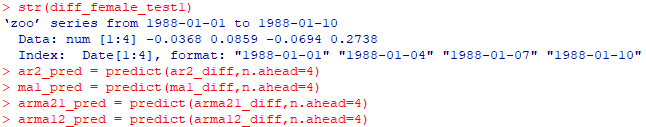 > str(diff_female_test1)
‘zoo’ series from 1988-01-01 to 1988-01-10
  Data: num [1:4] -0.0368 0.0859 -0.0694 0.2738
  Index:  Date[1:4], format: "1988-01-01" "1988-01-04" "1988-01-07" "1988-01-10"
> ar2_pred = predict(ar2_diff,n.ahead=4)
> ma1_pred = predict(ma1_diff,n.ahead=4)
> arma21_pred = predict(arma21_diff,n.ahead=4)
> arma12_pred = predict(arma12_diff,n.ahead=4)